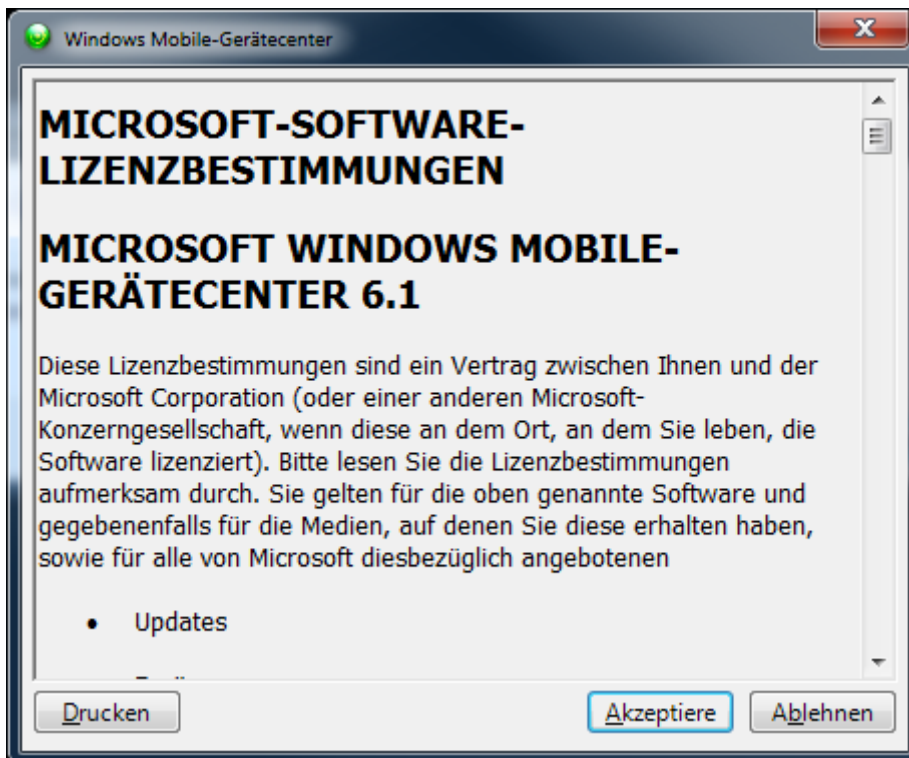 Windows Mobile-Gerätecenter
MICROSOFT-SOFTWARE-
LIZENZBESTIMMUNGEN
MICROSOFT WINDOWS MOBILE-
GERÄTECENTER 6.1
Diese Lizenzbestimmungen sind ein Vertrag zwischen Ihnen und der
Microsoft Corporation (oder einer anderen Microsoft-
Konzerngesellschaft, wenn diese an dem Ort, an dem Sie leben, die
Software lizenziert). Bitte lesen Sie die Lizenzbestimmungen
aufmerksam durch. Sie gelten für die oben genannte Software und
gegebenenfalls für die Medien, auf denen Sie diese erhalten haben,
sowie für alle von Microsoft diesbezüglich angebotenen
• Updates
Drucken
Akzeptiere
Ablehnen